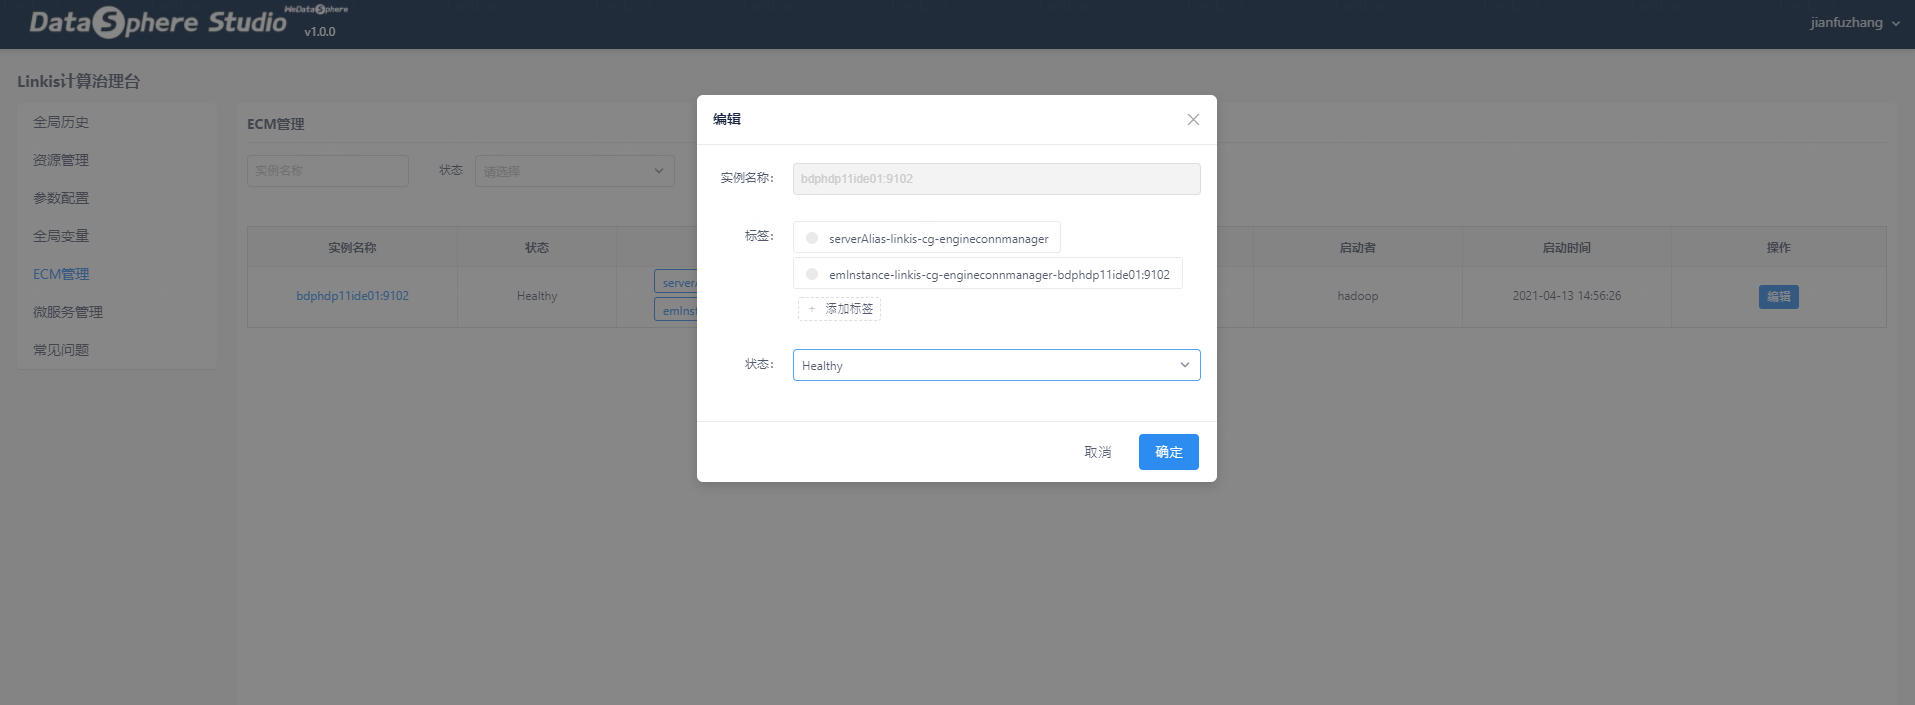 DataSphere Studio
WeDataSphere
v1.0.0
jianfuzhang
Linkis计算治理台
全局历史
资源管理
参数配置
全局变量
ECM管理
微服务管理
常见问题
ECM管理
实例名称
状态
请选择
实例名称
状态
启动者
启动时间
操作
bdphdp11ide01:9102
Healthy
serverA
emInst
hadoop
2021-04-13 14:56:26
编辑
编辑
实例名称：
bdphdp11ide01:9102
标签：
serverAlias-linkis-cg-engineconnmanager
emInstance-linkis-cg-engineconnmanager-bdphdp11ide01:9102
+ 添加标签
状态：
Healthy
取消
确定